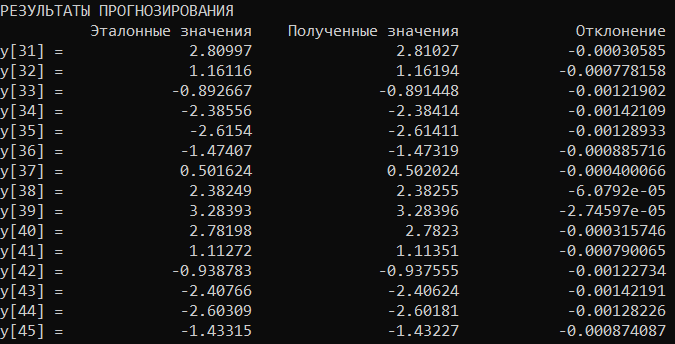 РЕЗУЛЬТАТЫ ПРОГНОЗИРОВАНИЯ
Эталонные значения Полученные значения Отклонение
y[31] = 2.80997 2.81027 -0.00030585
y[32] = 1.16116 1.16194 -0.000778158
y[33] = -0.892667 -0.891448 -0.00121902
y[34] = -2.38556 -2.38414 -0.00142109
y[35] = -2.6154 -2.61411 -0.00128933
y[36] = -1.47407 -1.47319 -0.000885716
y[37] = 0.501624 0.502024 -0.000400066
y[38] = 2.38249 2.38255 -6.0792e-05
y[39] = 3.28393 3.28396 -2.74597e-05
y[40] = 2.78198 2.7823 -0.000315746
y[41] = 1.11272 1.11351 -0.000790065
y[42] = -0.938783 -0.937555 -0.00122734
y[43] = -2.40766 -2.40624 -0.00142191
y[44] = -2.60309 -2.60181 -0.00128226
y[45] = -1.43315 -1.43227 -0.000874087